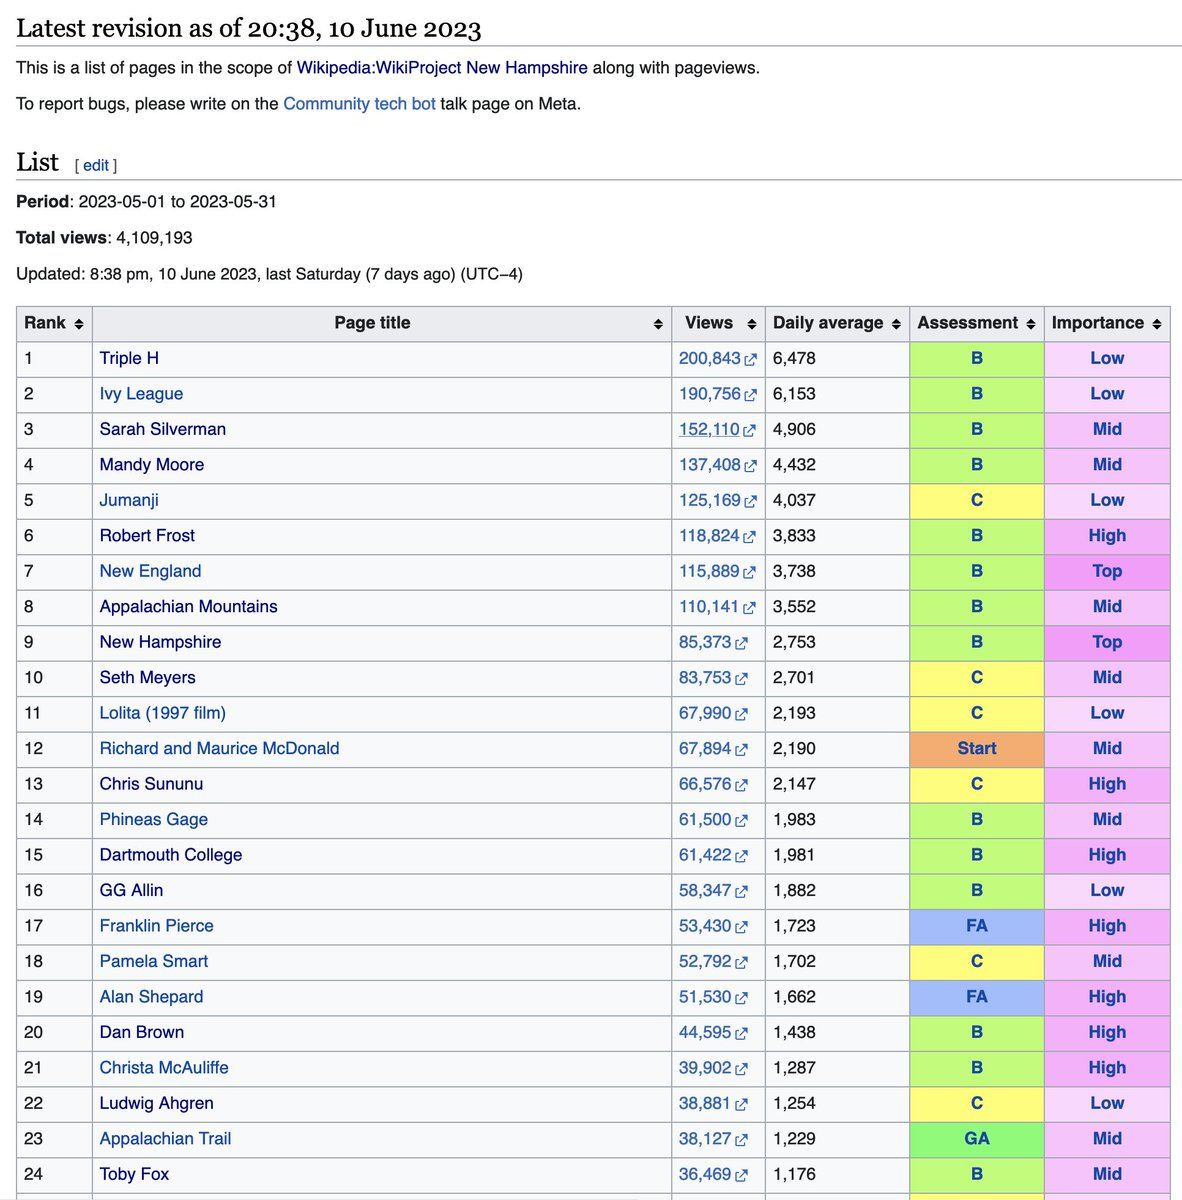 Latest revision as of 20:38, 10 June 2023
This is a list of pages in the scope of Wikipedia:WikiProject New Hampshire along with pageviews.
To report bugs, please write on the Community tech bot talk page on Meta.
List [ edit ]
Period: 2023-05-01 to 2023-05-31
Total views: 4,109,193
Updated: 8:38 pm, 10 June 2023, last Saturday (7 days ago) (UTC−4)
Rank Page title Views Daily average Assessment Importance
1 Triple H 200,843 6,478 B Low
2 Ivy League 190,756 6,153 B Low
3 Sarah Silverman 152,110 4,906 B Mid
4 Mandy Moore 137,408 4,432 B Mid
5 Jumanji 125,169 4,037 C Low
6 Robert Frost 118,824 3,833 B High
7 New England 115,889 3,738 B Top
8 Appalachian Mountains 110,141 3,552 B Mid
9 New Hampshire 85,373 2,753 B Top
10 Seth Meyers 83,753 2,701 C Mid
11 Lolita (1997 film) 67,990 2,193 C Low
12 Richard and Maurice McDonald 67,894 2,190 Start Mid
13 Chris Sununu 66,576 2,147 C High
14 Phineas Gage 61,500 1,983 B Mid
15 Dartmouth College 61,422 1,981 B High
16 GG Allin 58,347 1,882 B Low
17 Franklin Pierce 53,430 1,723 FA High
18 Pamela Smart 52,792 1,702 C Mid
19 Alan Shepard 51,530 1,662 FA High
20 Dan Brown 44,595 1,438 B High
21 Christa McAuliffe 39,902 1,287 B High
22 Ludwig Ahgren 38,881 1,254 C Low
23 Appalachian Trail 38,127 1,229 GA Mid
24 Toby Fox 36,469 1,176 B Mid